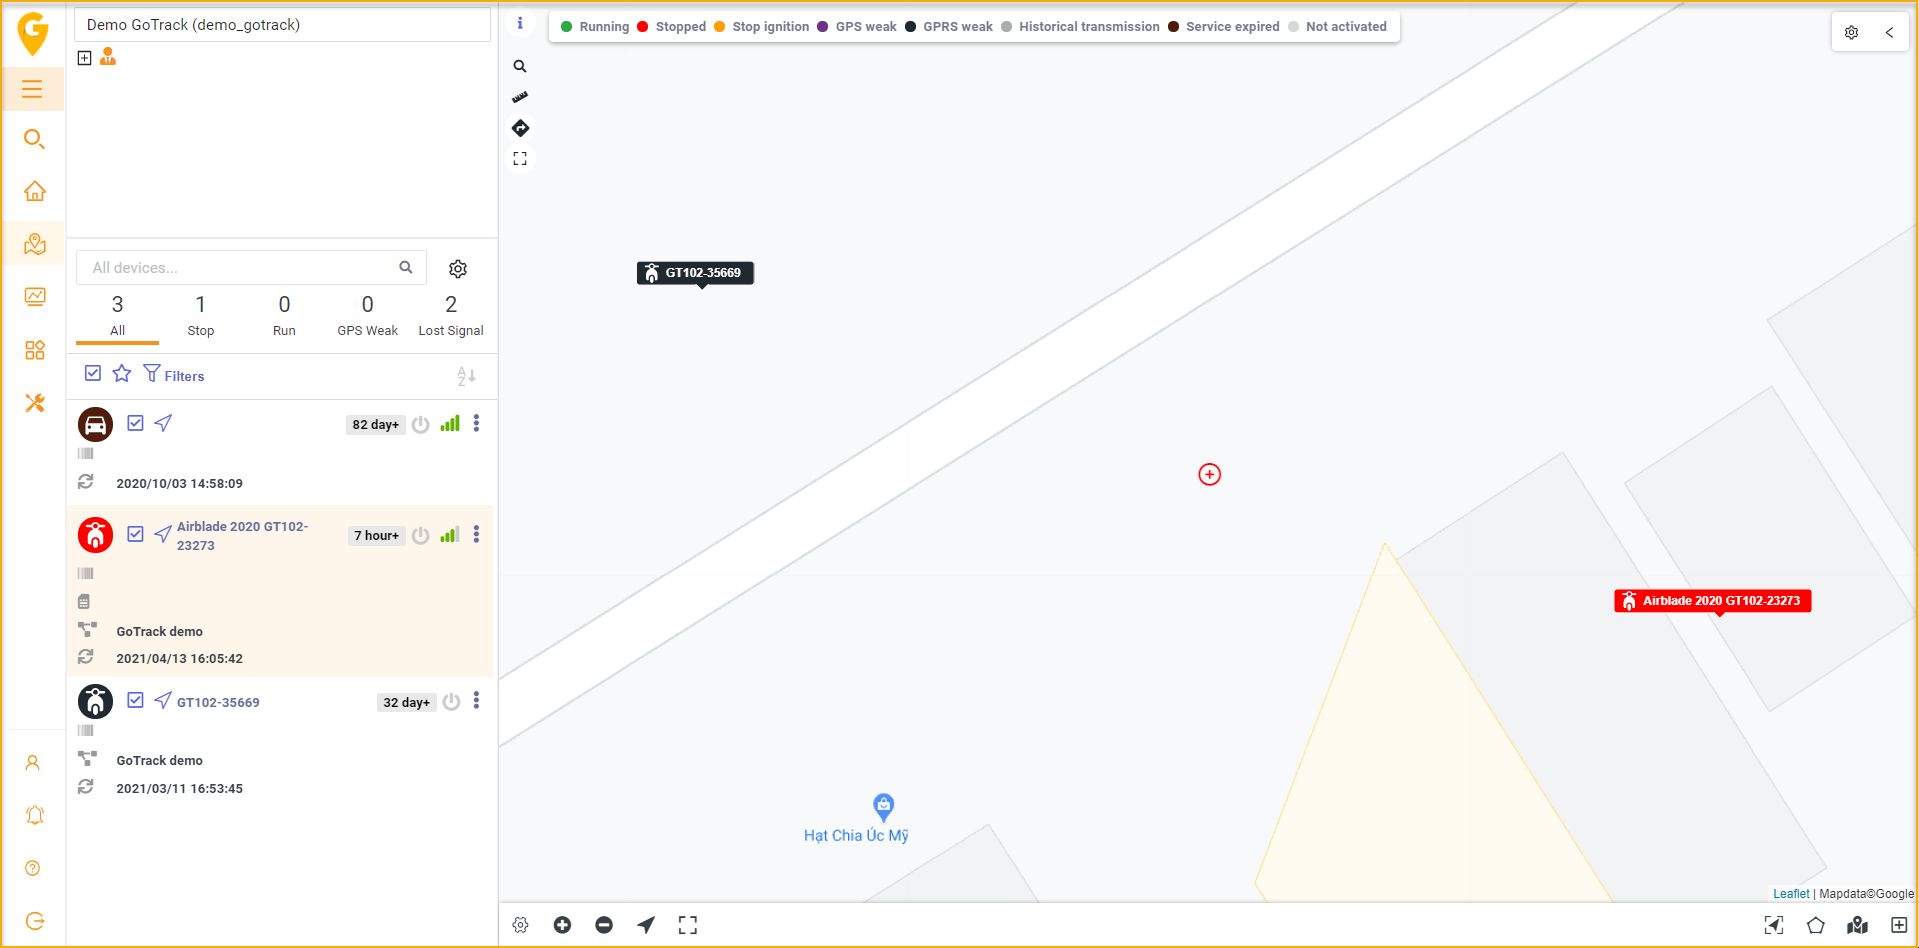 G
Demo GoTrack (demo_gotrack)
All devices...
3 1 0 0 2
All Stop Run GPS Weak Lost Signal
Filters
A
Z
82 day+
2020/10/03 14:58:09
Airblade 2020 GT102-
23273
7 hour+
GoTrack demo
2021/04/13 16:05:42
GT102-35669
32 day+
GoTrack demo
2021/03/11 16:53:45
i
Running Stopped Stop ignition GPS weak GPRS weak Historical transmission Service expired Not activated
GT102-35669
Airblade 2020 GT102-23273
Hạt Chia Úc Mỹ
Leaflet | Mapdata©Google